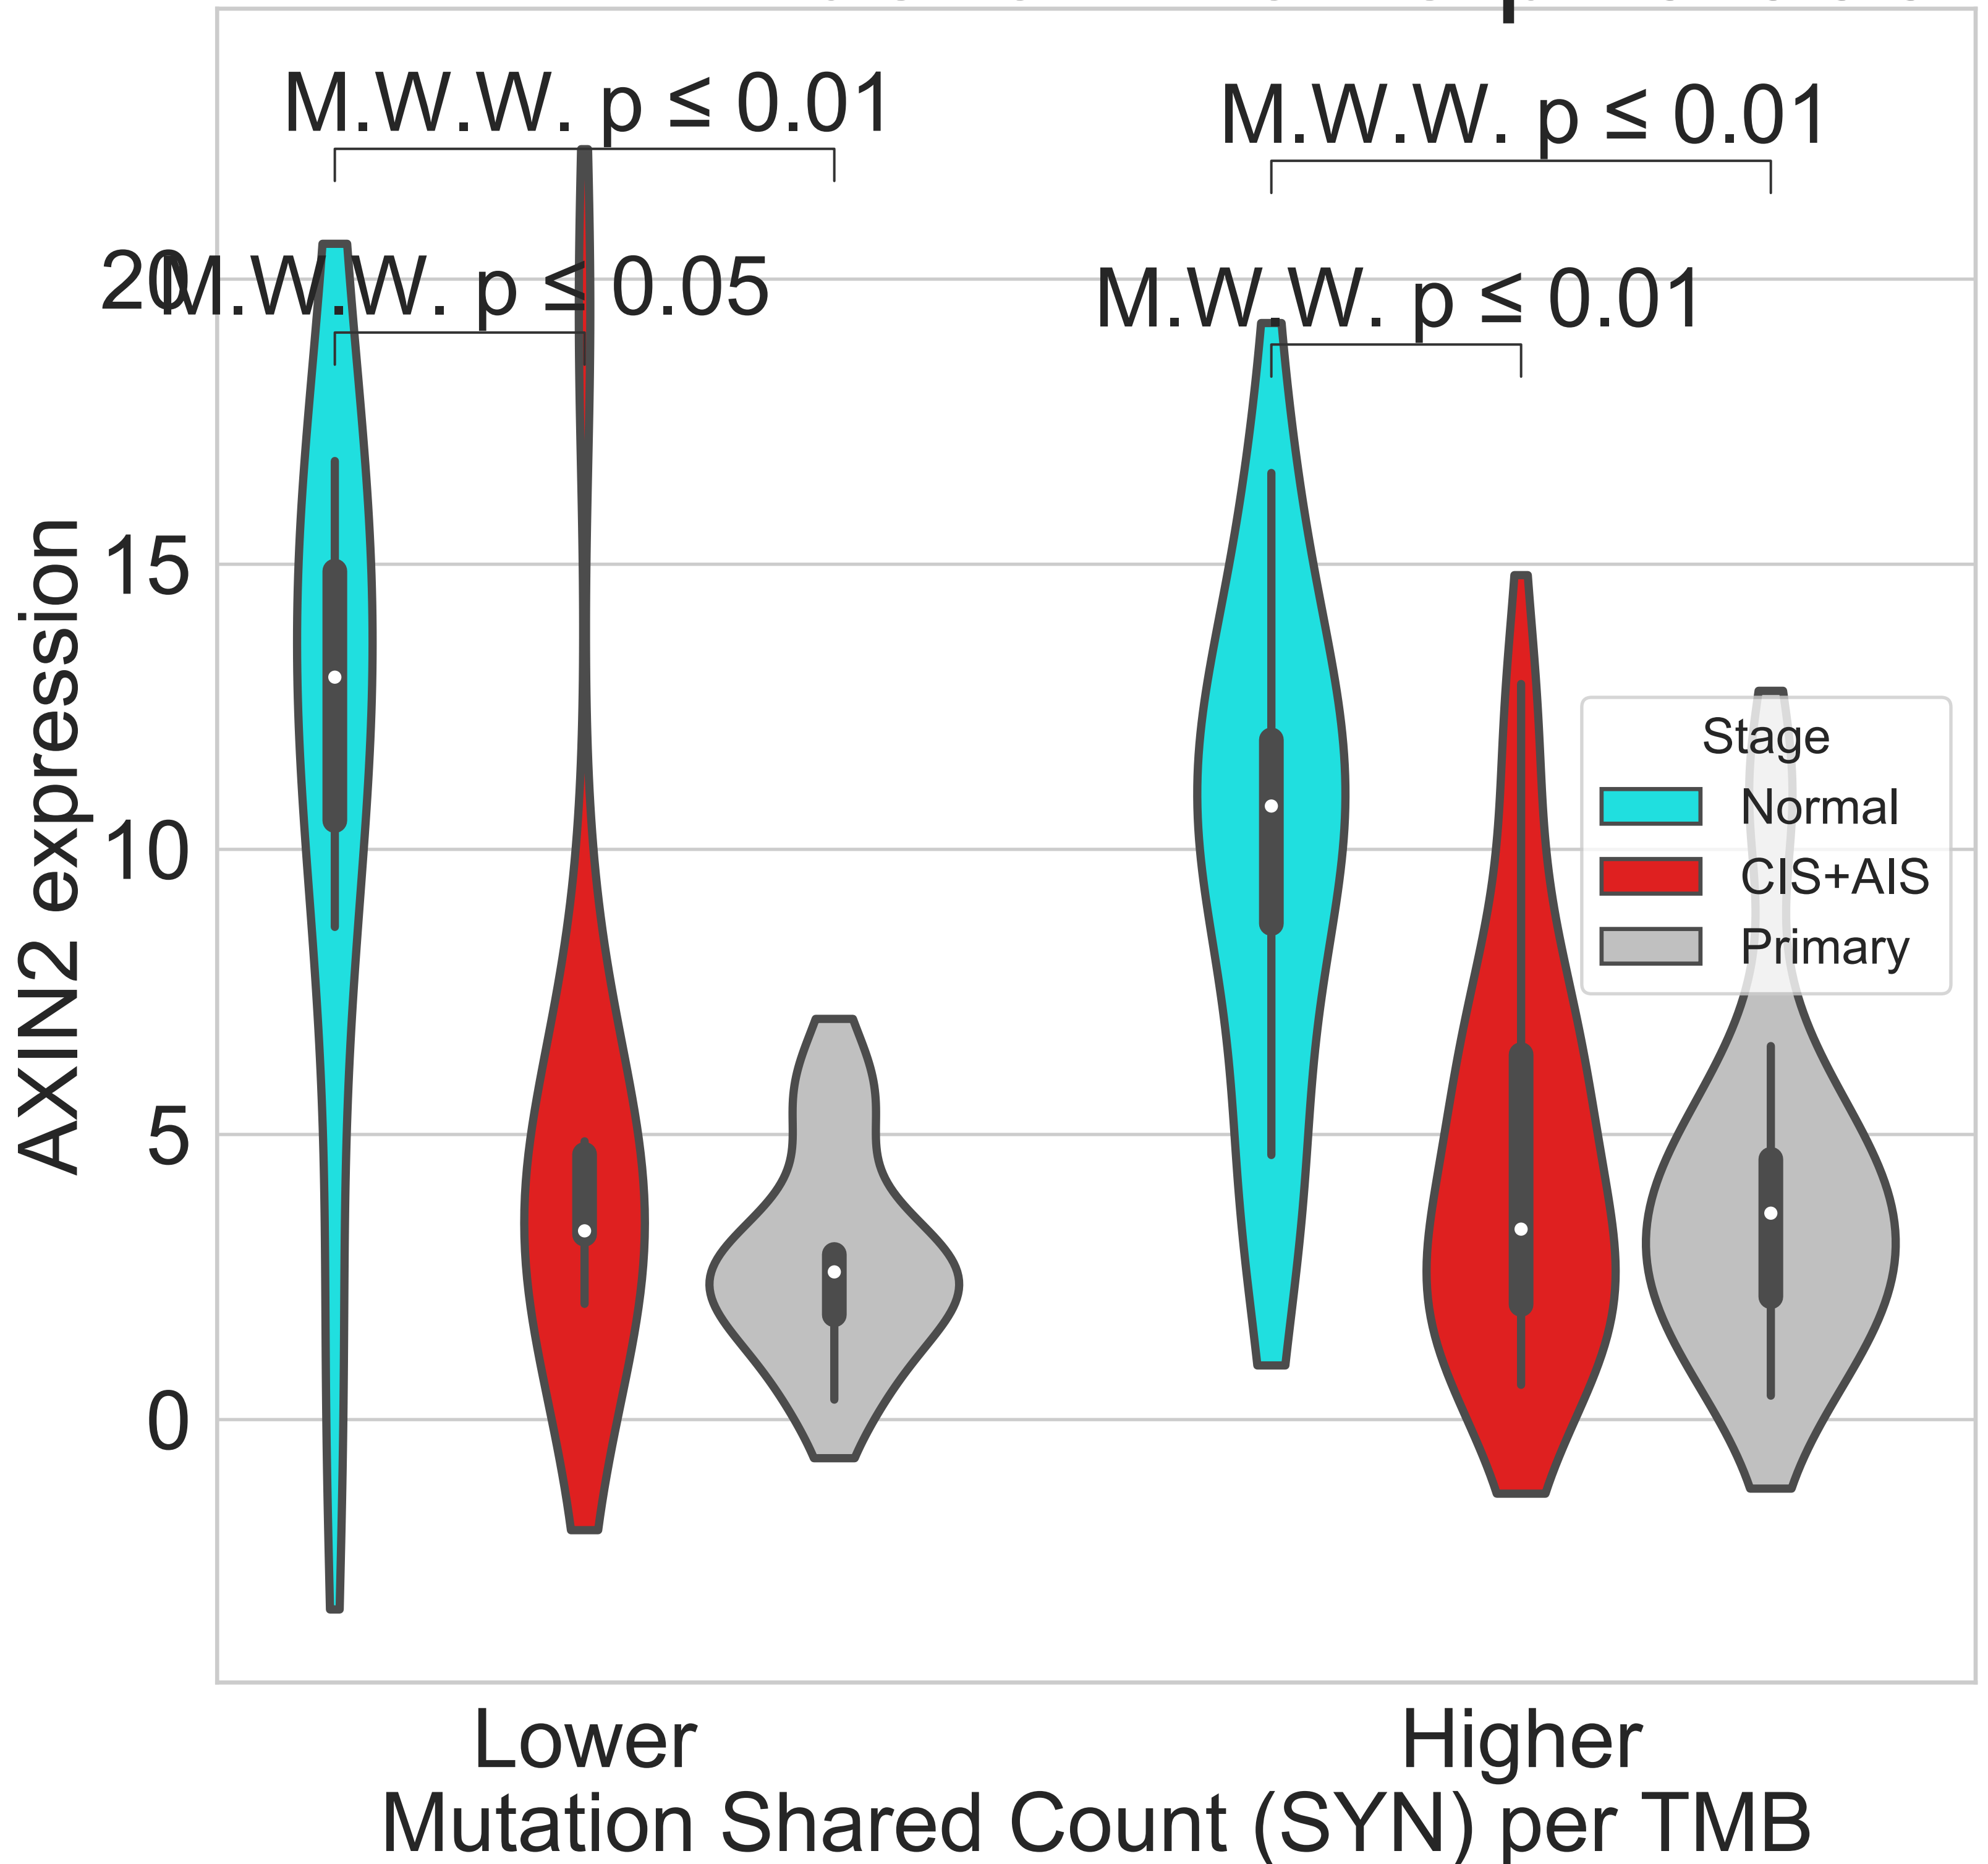 M.W.W. p ≤ 0.01
M.W.W. p ≤ 0.01
20
M.W.W. p ≤ 0.05
M.W.W. p ≤ 0.01
15
10
5
0
AXIN2 expression
Stage
Normal
CIS+AIS
Primary
Lower
Higher
Mutation Shared Count (SYN) per TMB